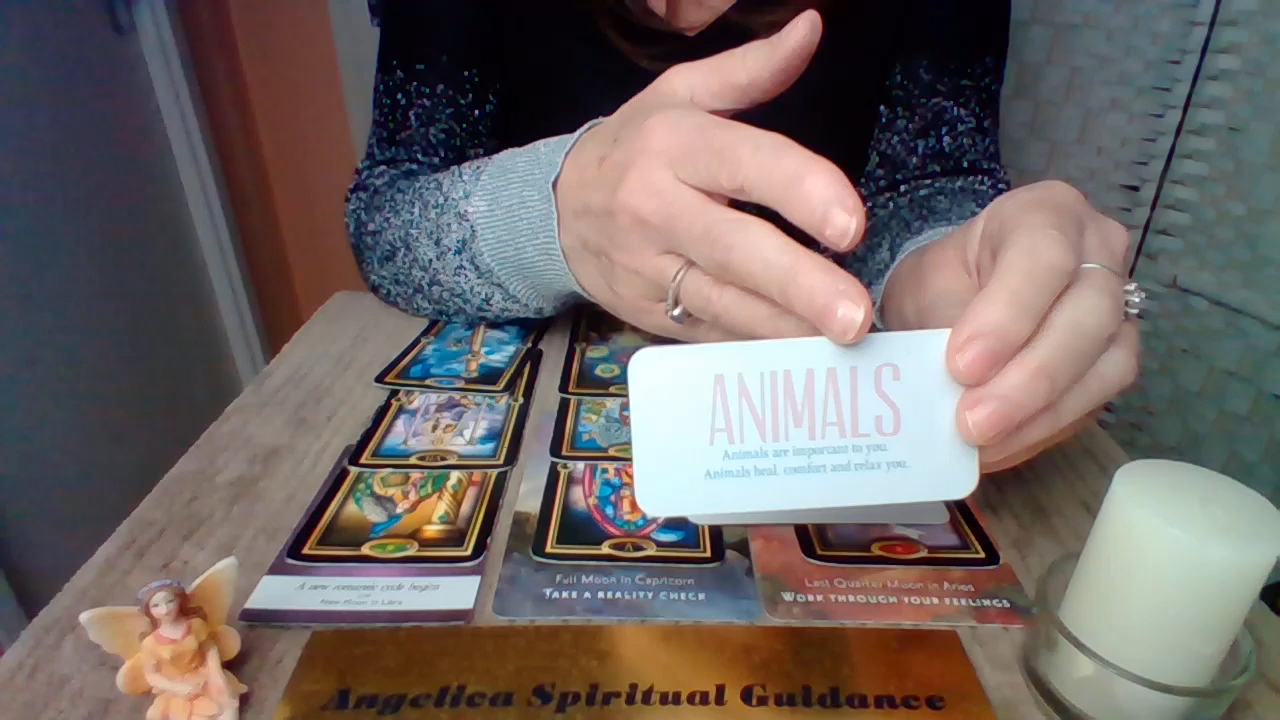 ANIMALS
Animals are important to you.
Animals heal, comfort and relax you.
A new romantic cycle begins
New Moon in Libra
Full Moon in Capricorn
TAKE A REALITY CHECK
Last Quarter Moon in Aries
WORK THROUGH YOUR FEELINGS
Angelica Spiritual Guidance